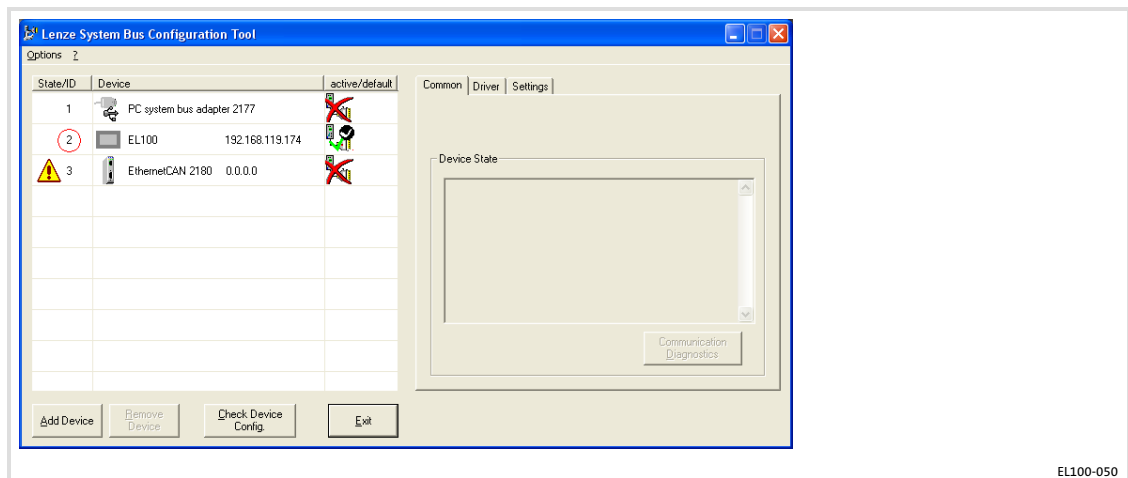 Lenze System Bus Configuration Tool
Options ?
State/ID Device active/default
1 PC system bus adapter 2177
2 EL100 192.168.119.174
3 EthernetCAN 2180 0.0.0.0
Common Driver Settings
Device State
Communication
Diagnostics
Add Device
Remove
Device
Check Device
Config.
Exit
EL100-050